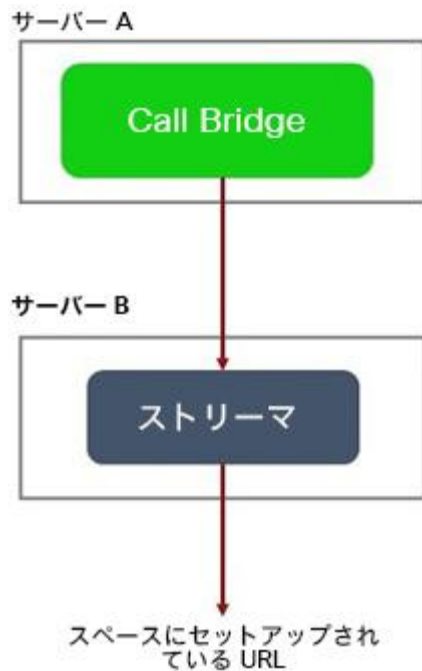 サーバー A
Call Bridge
サーバー B
ストリーマ
スペースにセットアップされ
ている URL